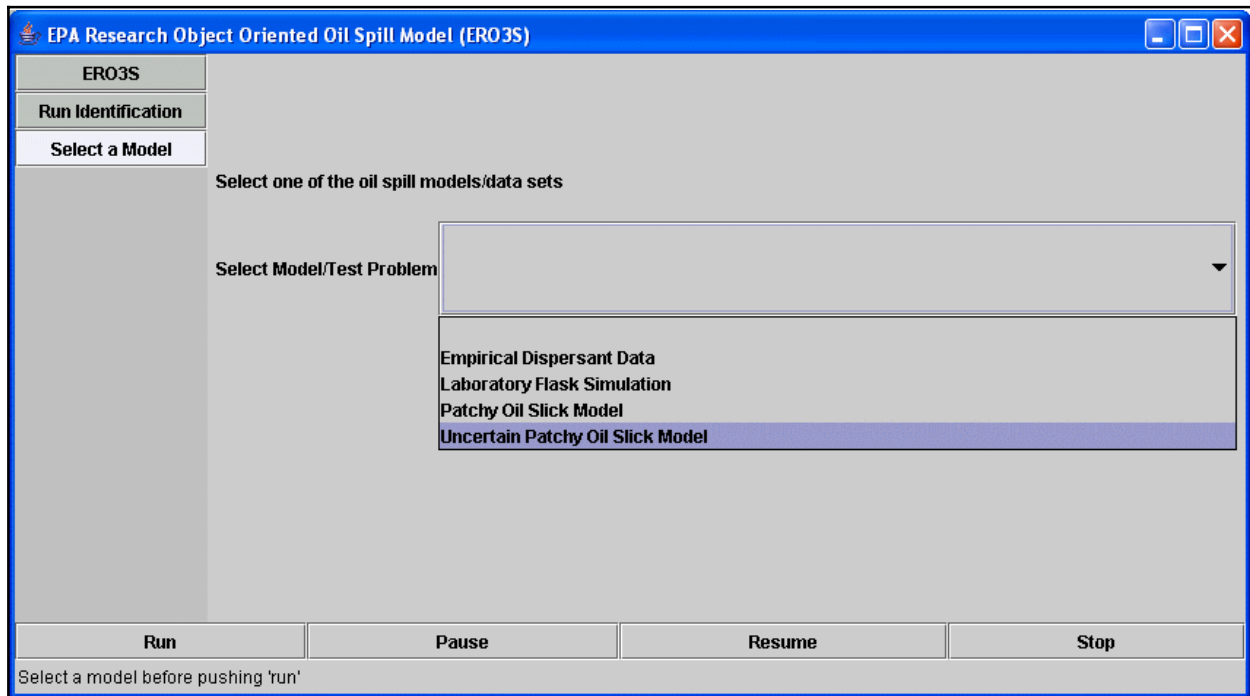 EPA Research Object Oriented Oil Spill Model (ERO3S)
ERO3S
Run Identification
Select a Model
Select one of the oil spill models/data sets
Select Model/Test Problem
Empirical Dispersant Data
Laboratory Flask Simulation
Patchy Oil Slick Model
Uncertain Patchy Oil Slick Model
Run Pause Resume Stop
Select a model before pushing 'run'